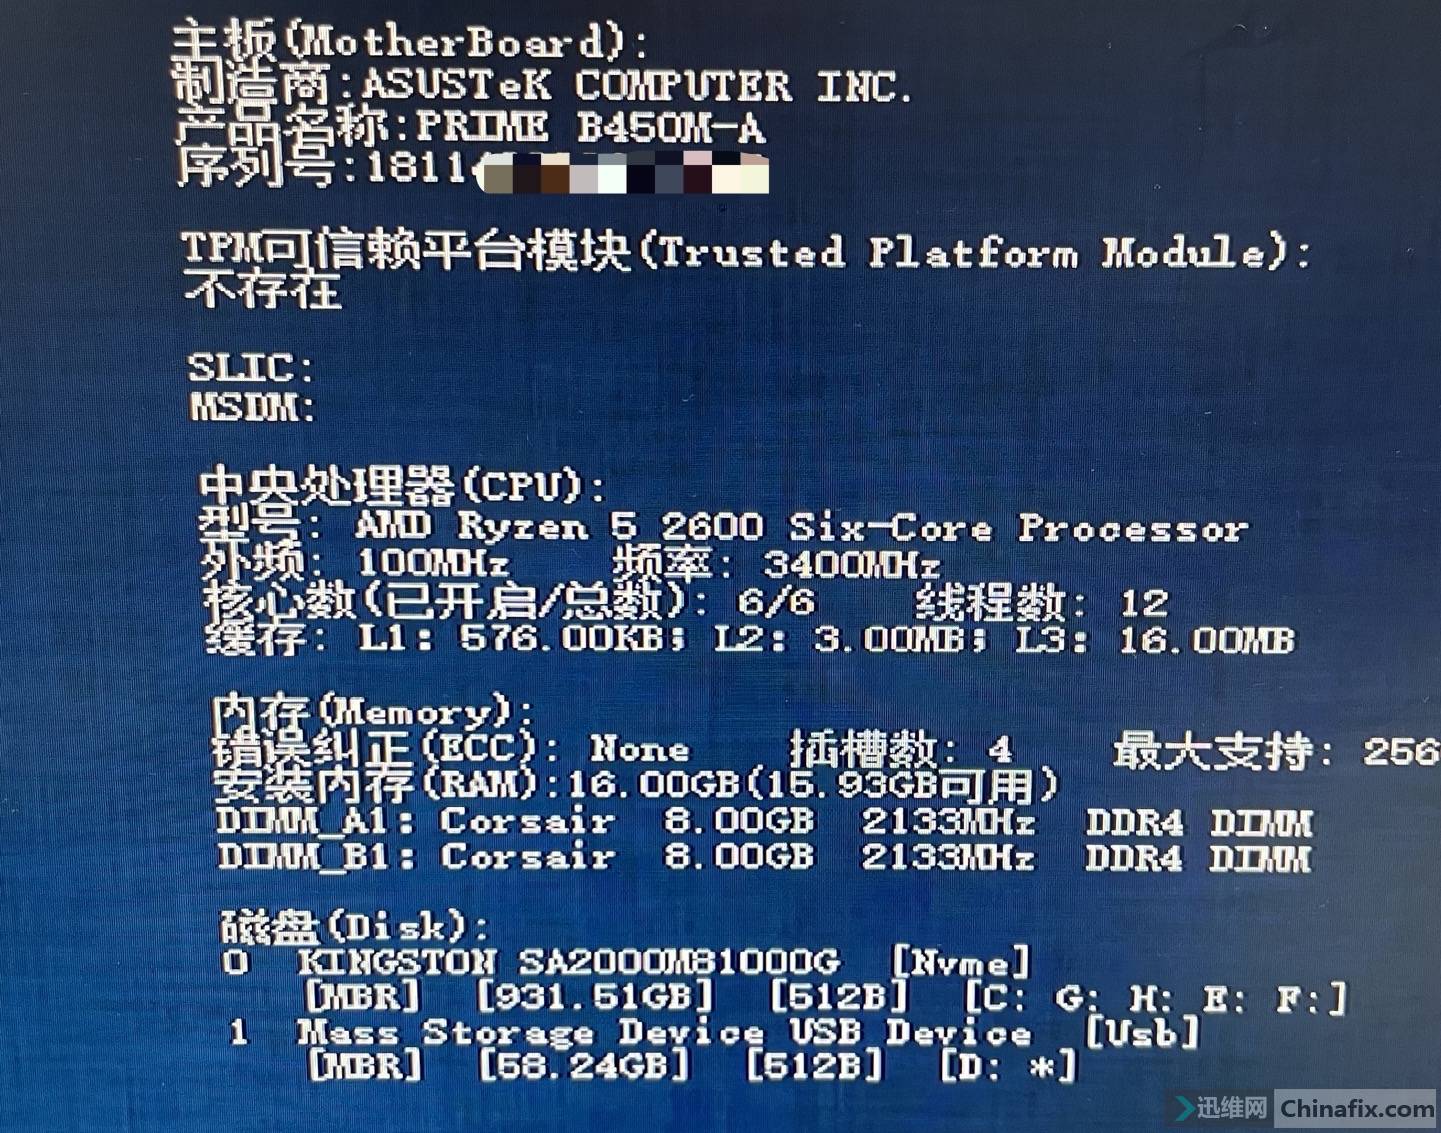 主板(MotherBoard):
制造商:ASUSTeK COMPUTER INC.
产品名称:PRIME B450M-A
序列号:1811
TPM可信赖平台模块(Trusted Platform Module):
不存在
SLIC:
MSDM:
中央处理器(CPU):
型号: AMD Ryzen 5 2600 Six-Core Processor
外频: 100MHz 频率: 3400MHz
核心数(已开启/总数): 6/6 线程数: 12
缓存: L1: 576.00KB; L2: 3.00MB; L3: 16.00MB
内存(Memory):
错误纠正(ECC): None 插槽数: 4 最大支持: 256
安装内存(RAM):16.00GB(15.93GB可用)
DIMM_A1: Corsair 8.00GB 2133MHz DDR4 DIMM
DIMM_B1: Corsair 8.00GB 2133MHz DDR4 DIMM
磁盘(Disk):
0 KINGSTON SA2000M81000G [Nvme]
[MBR] [931.51GB] [512B] [C: G: H: E: F:]
1 Mass Storage Device USB Device [Usb]
[MBR] [58.24GB] [512B] [D: *]
迅维网 Chinafix.com